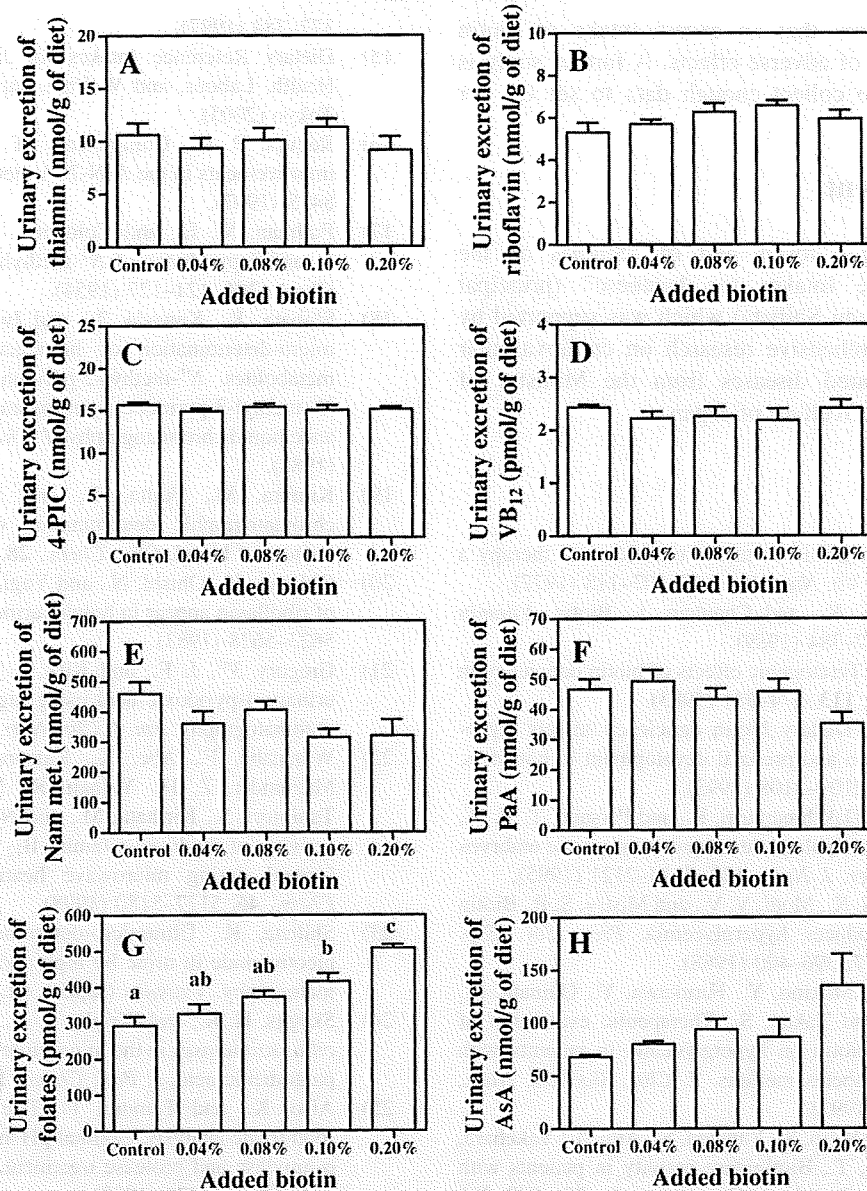 A
Urinary excretion of
thiamin (nmol/g of diet)
20
15
10
5
0
Control 0.04% 0.08% 0.10% 0.20%
Added biotin
B
Urinary excretion of
riboflavin (nmol/g of diet)
10
8
6
4
2
0
Control 0.04% 0.08% 0.10% 0.20%
Added biotin
C
Urinary excretion of
4-PIC (nmol/g of diet)
25
20
15
10
5
0
Control 0.04% 0.08% 0.10% 0.20%
Added biotin
D
Urinary excretion of
VB12 (pmol/g of diet)
4
3
2
1
0
Control 0.04% 0.08% 0.10% 0.20%
Added biotin
E
Urinary excretion of
Nam met. (nmol/g of diet)
700
600
500
400
300
200
100
0
Control 0.04% 0.08% 0.10% 0.20%
Added biotin
F
Urinary excretion of
PaA (nmol/g of diet)
70
60
50
40
30
20
10
0
Control 0.04% 0.08% 0.10% 0.20%
Added biotin
G
Urinary excretion of
folates (pmol/g of diet)
600
500
400
300
200
100
0
a ab ab b c
Control 0.04% 0.08% 0.10% 0.20%
Added biotin
H
Urinary excretion of
AsA (nmol/g of diet)
200
150
100
50
0
Control 0.04% 0.08% 0.10% 0.20%
Added biotin